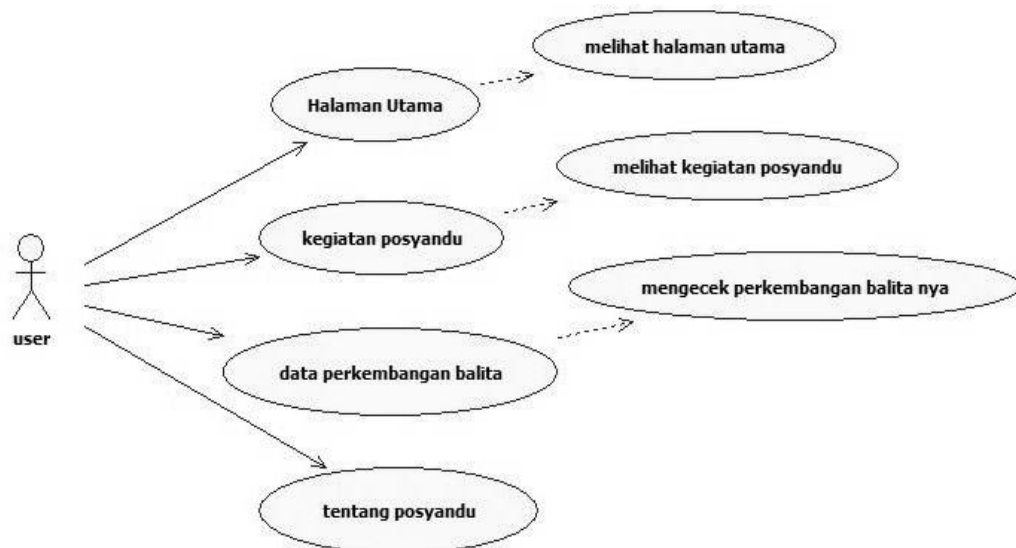 melihat halaman utama
Halaman Utama
melihat kegiatan posyandu
kegiatan posyandu
mengecek perkembangan balita nya
user
data perkembangan balita
tentang posyandu